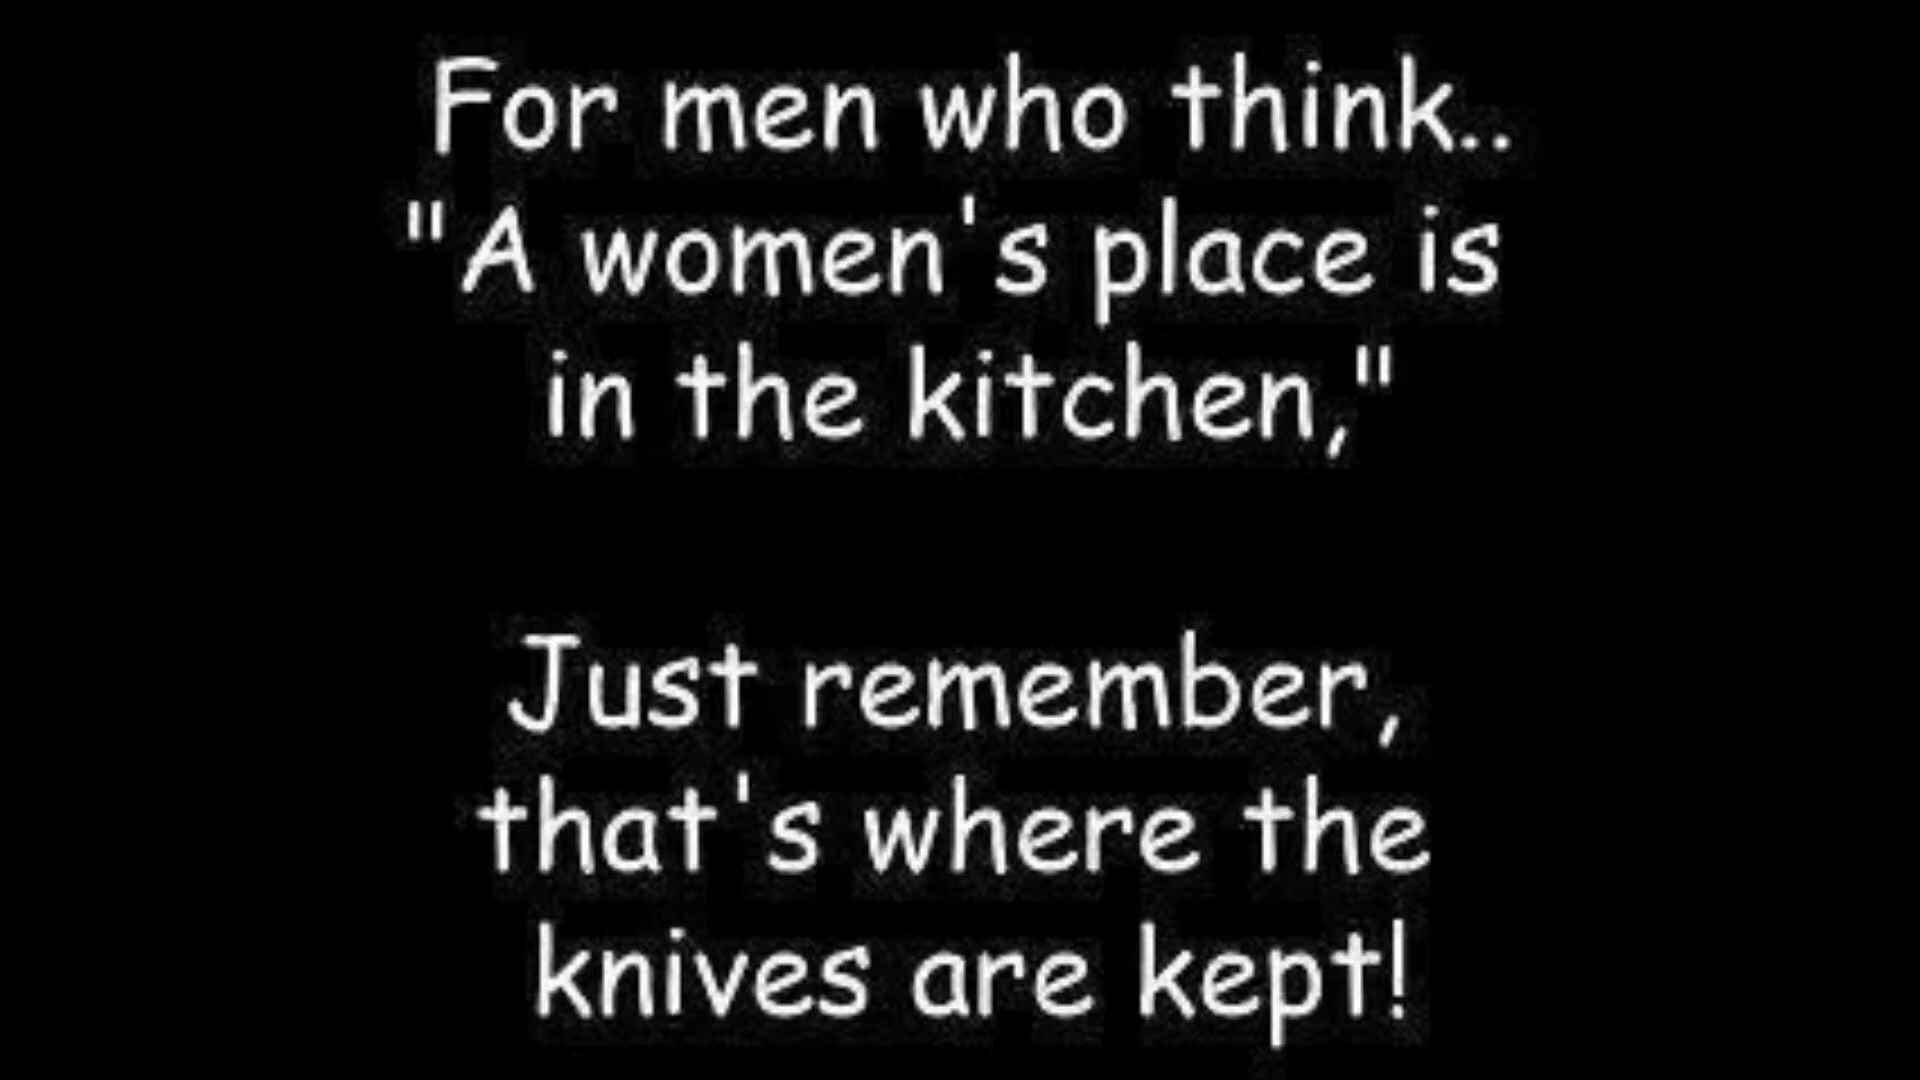 For men who think..
"A women's place is
in the kitchen,"
Just remember,
that's where the
knives are kept!